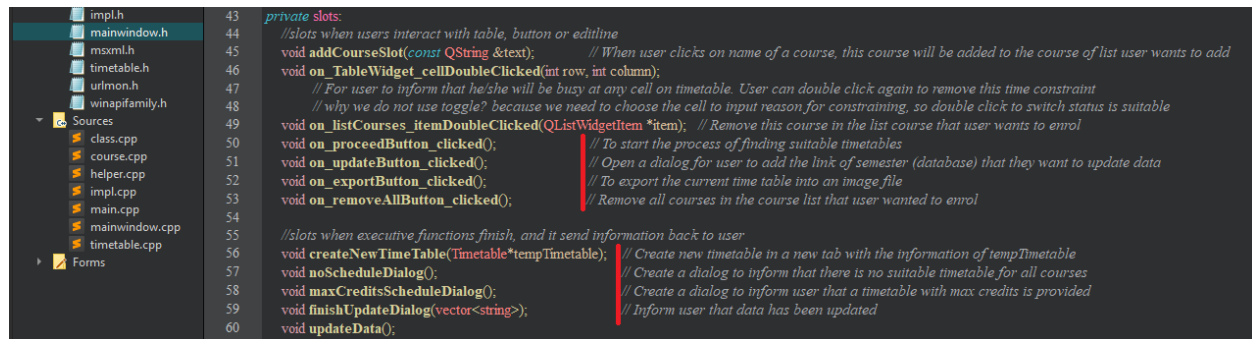 impl.h
mainwindow.h
msxml.h
timetable.h
urlmon.h
winapifamily.h
Sources
class.cpp
course.cpp
helper.cpp
impl.cpp
main.cpp
mainwindow.cpp
timetable.cpp
Forms
43 private slots:
44 //slots when users interact with table, button or editline
45 void addCourseSlot(const QString &text); // When user clicks on name of a course, this course will be added to the course of list user wants to add
46 void on_TableWidget_cellDoubleClicked(int row, int column);
47 // For user to inform that he/she will be busy at any cell on timetable. User can double click again to remove this time constraint
48 // why we do not use toggle? because we need to choose the cell to input reason for constraining, so double click to switch status is suitable
49 void on_listCourses_itemDoubleClicked(QListWidgetItem *item); // Remove this course in the list course that user wants to enrol
50 void on_proceedButton_clicked(); // To start the process of finding suitable timetables
51 void on_updateButton_clicked(); // Open a dialog for user to add the link of semester (database) that they want to update data
52 void on_exportButton_clicked(); // To export the current time table into an image file
53 void on_removeAllButton_clicked(); // Remove all courses in the course list that user wanted to enrol
54
55 //slots when executive functions finish, and it send information back to user
56 void createNewTimeTable(Timetable*tempTimetable); // Create new timetable in a new tab with the information of tempTimetable
57 void noScheduleDialog(); // Create a dialog to inform that there is no suitable timetable for all courses
58 void maxCreditsScheduleDialog(); // Create a dialog to inform user that a timetable with max credits is provided
59 void finishUpdateDialog(vector<string>); // Inform user that data has been updated
60 void updateData();